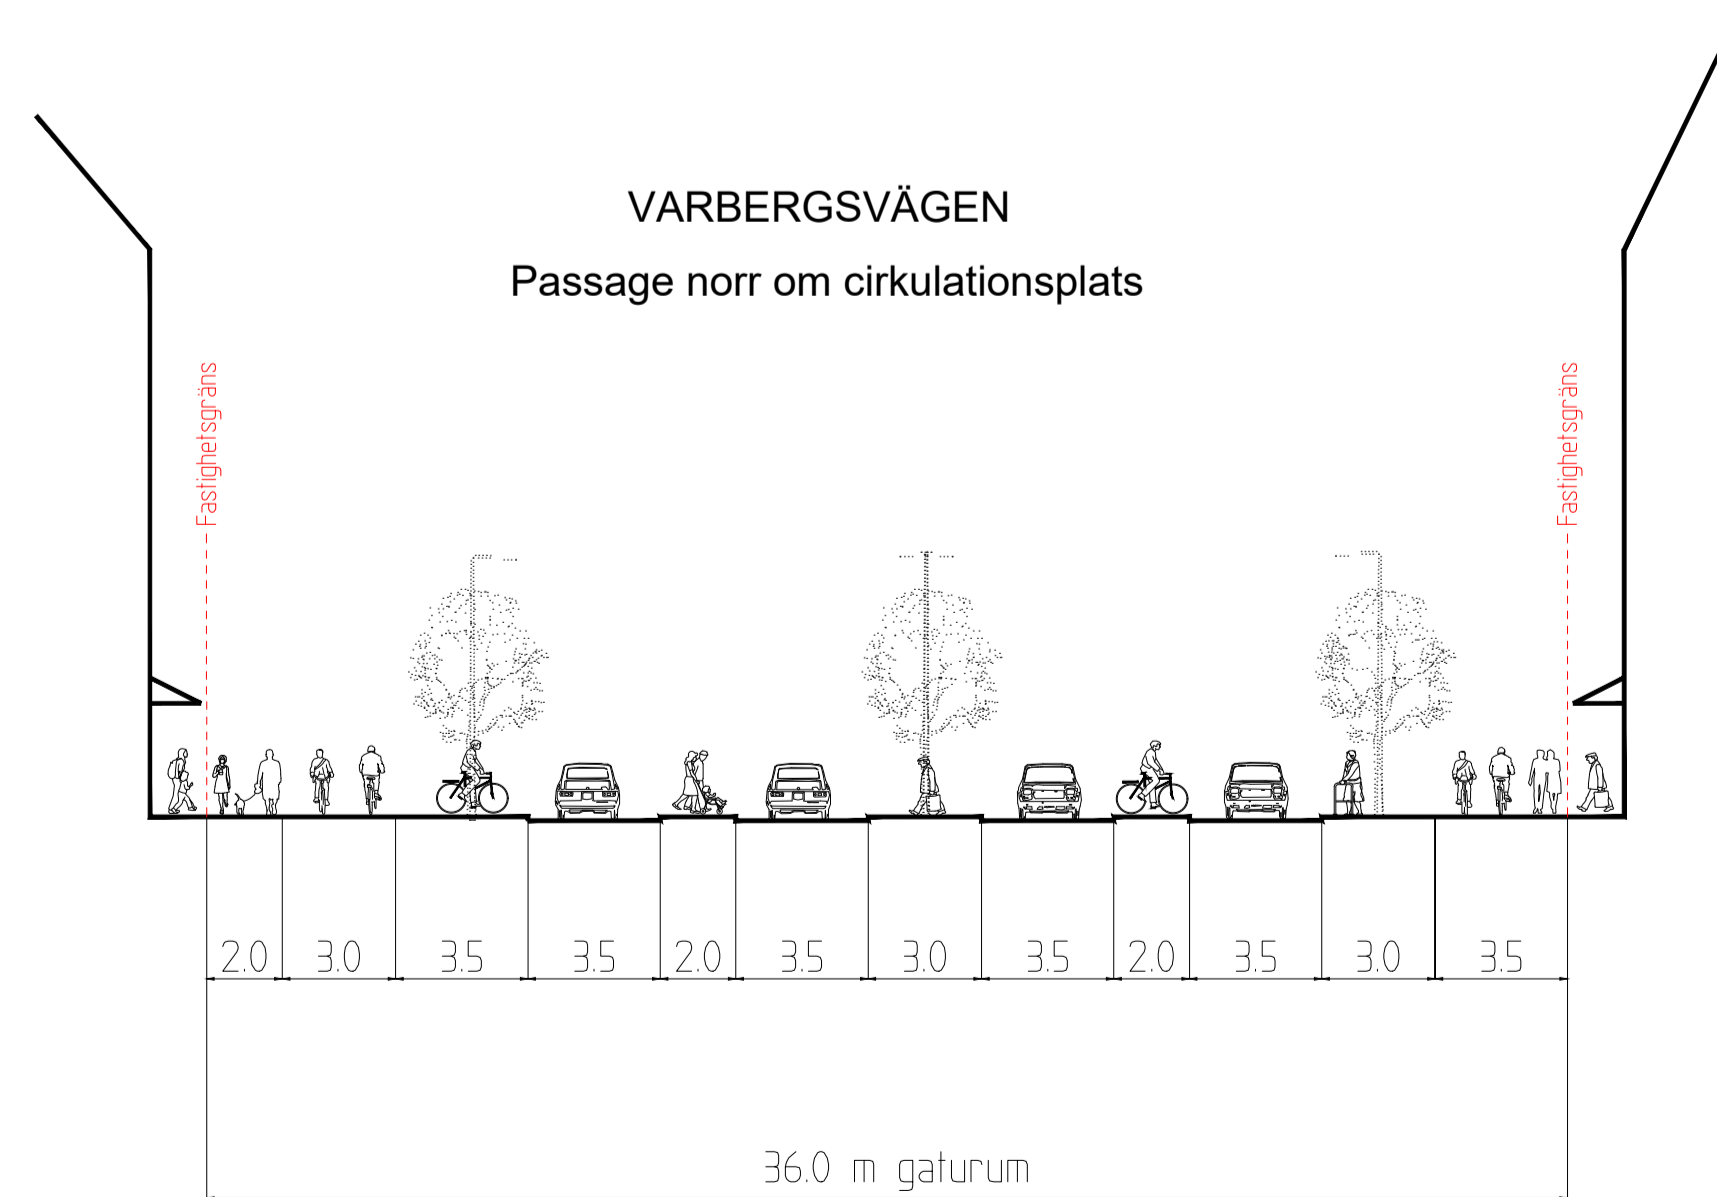 VARBERGSVÄGEN
Passage norr om cirkulationsplats
Fastighetsgräns
Fastighetsgräns
2.0 3.0 3.5 3.5 2.0 3.5 3.0 3.5 2.0 3.5 3.0 3.5
36.0 m gaturum